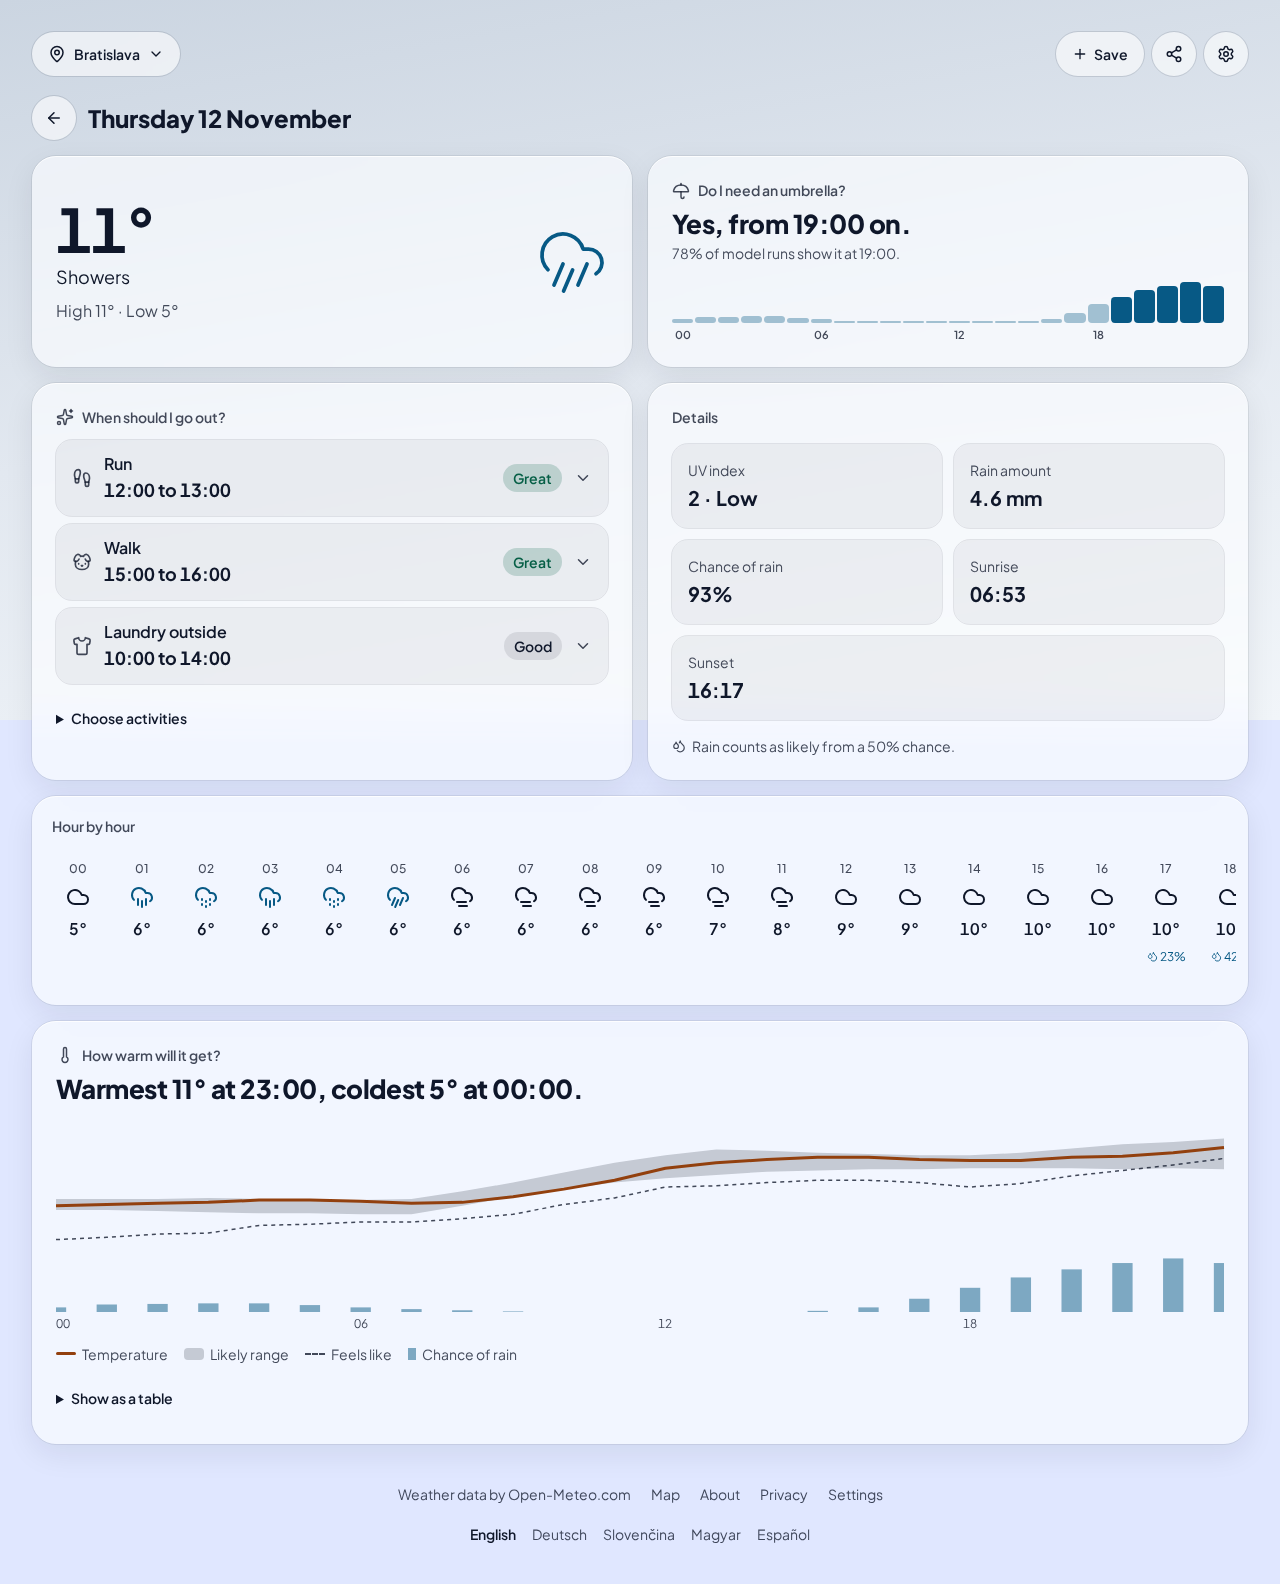 Bratislava
Save
Thursday 12 November
11°
Showers
High 11° · Low 5°
Do I need an umbrella?
Yes, from 19:00 on.
78% of model runs show it at 19:00.
00 06 12 18
When should I go out?
Run
12:00 to 13:00
Great
Walk
15:00 to 16:00
Great
Laundry outside
10:00 to 14:00
Good
Choose activities
Details
UV index
2 · Low
Rain amount
4.6 mm
Chance of rain
93%
Sunrise
06:53
Sunset
16:17
Rain counts as likely from a 50% chance.
Hour by hour
00 01 02 03 04 05 06 07 08 09 10 11 12 13 14 15 16 17 18
5° 6° 6° 6° 6° 6° 6° 6° 6° 6° 7° 8° 9° 9° 10° 10° 10° 10° 10
23% 42
How warm will it get?
Warmest 11° at 23:00, coldest 5° at 00:00.
00 06 12 18
Temperature Likely range Feels like Chance of rain
Show as a table
Weather data by Open-Meteo.com Map About Privacy Settings
English Deutsch Slovenčina Magyar Español